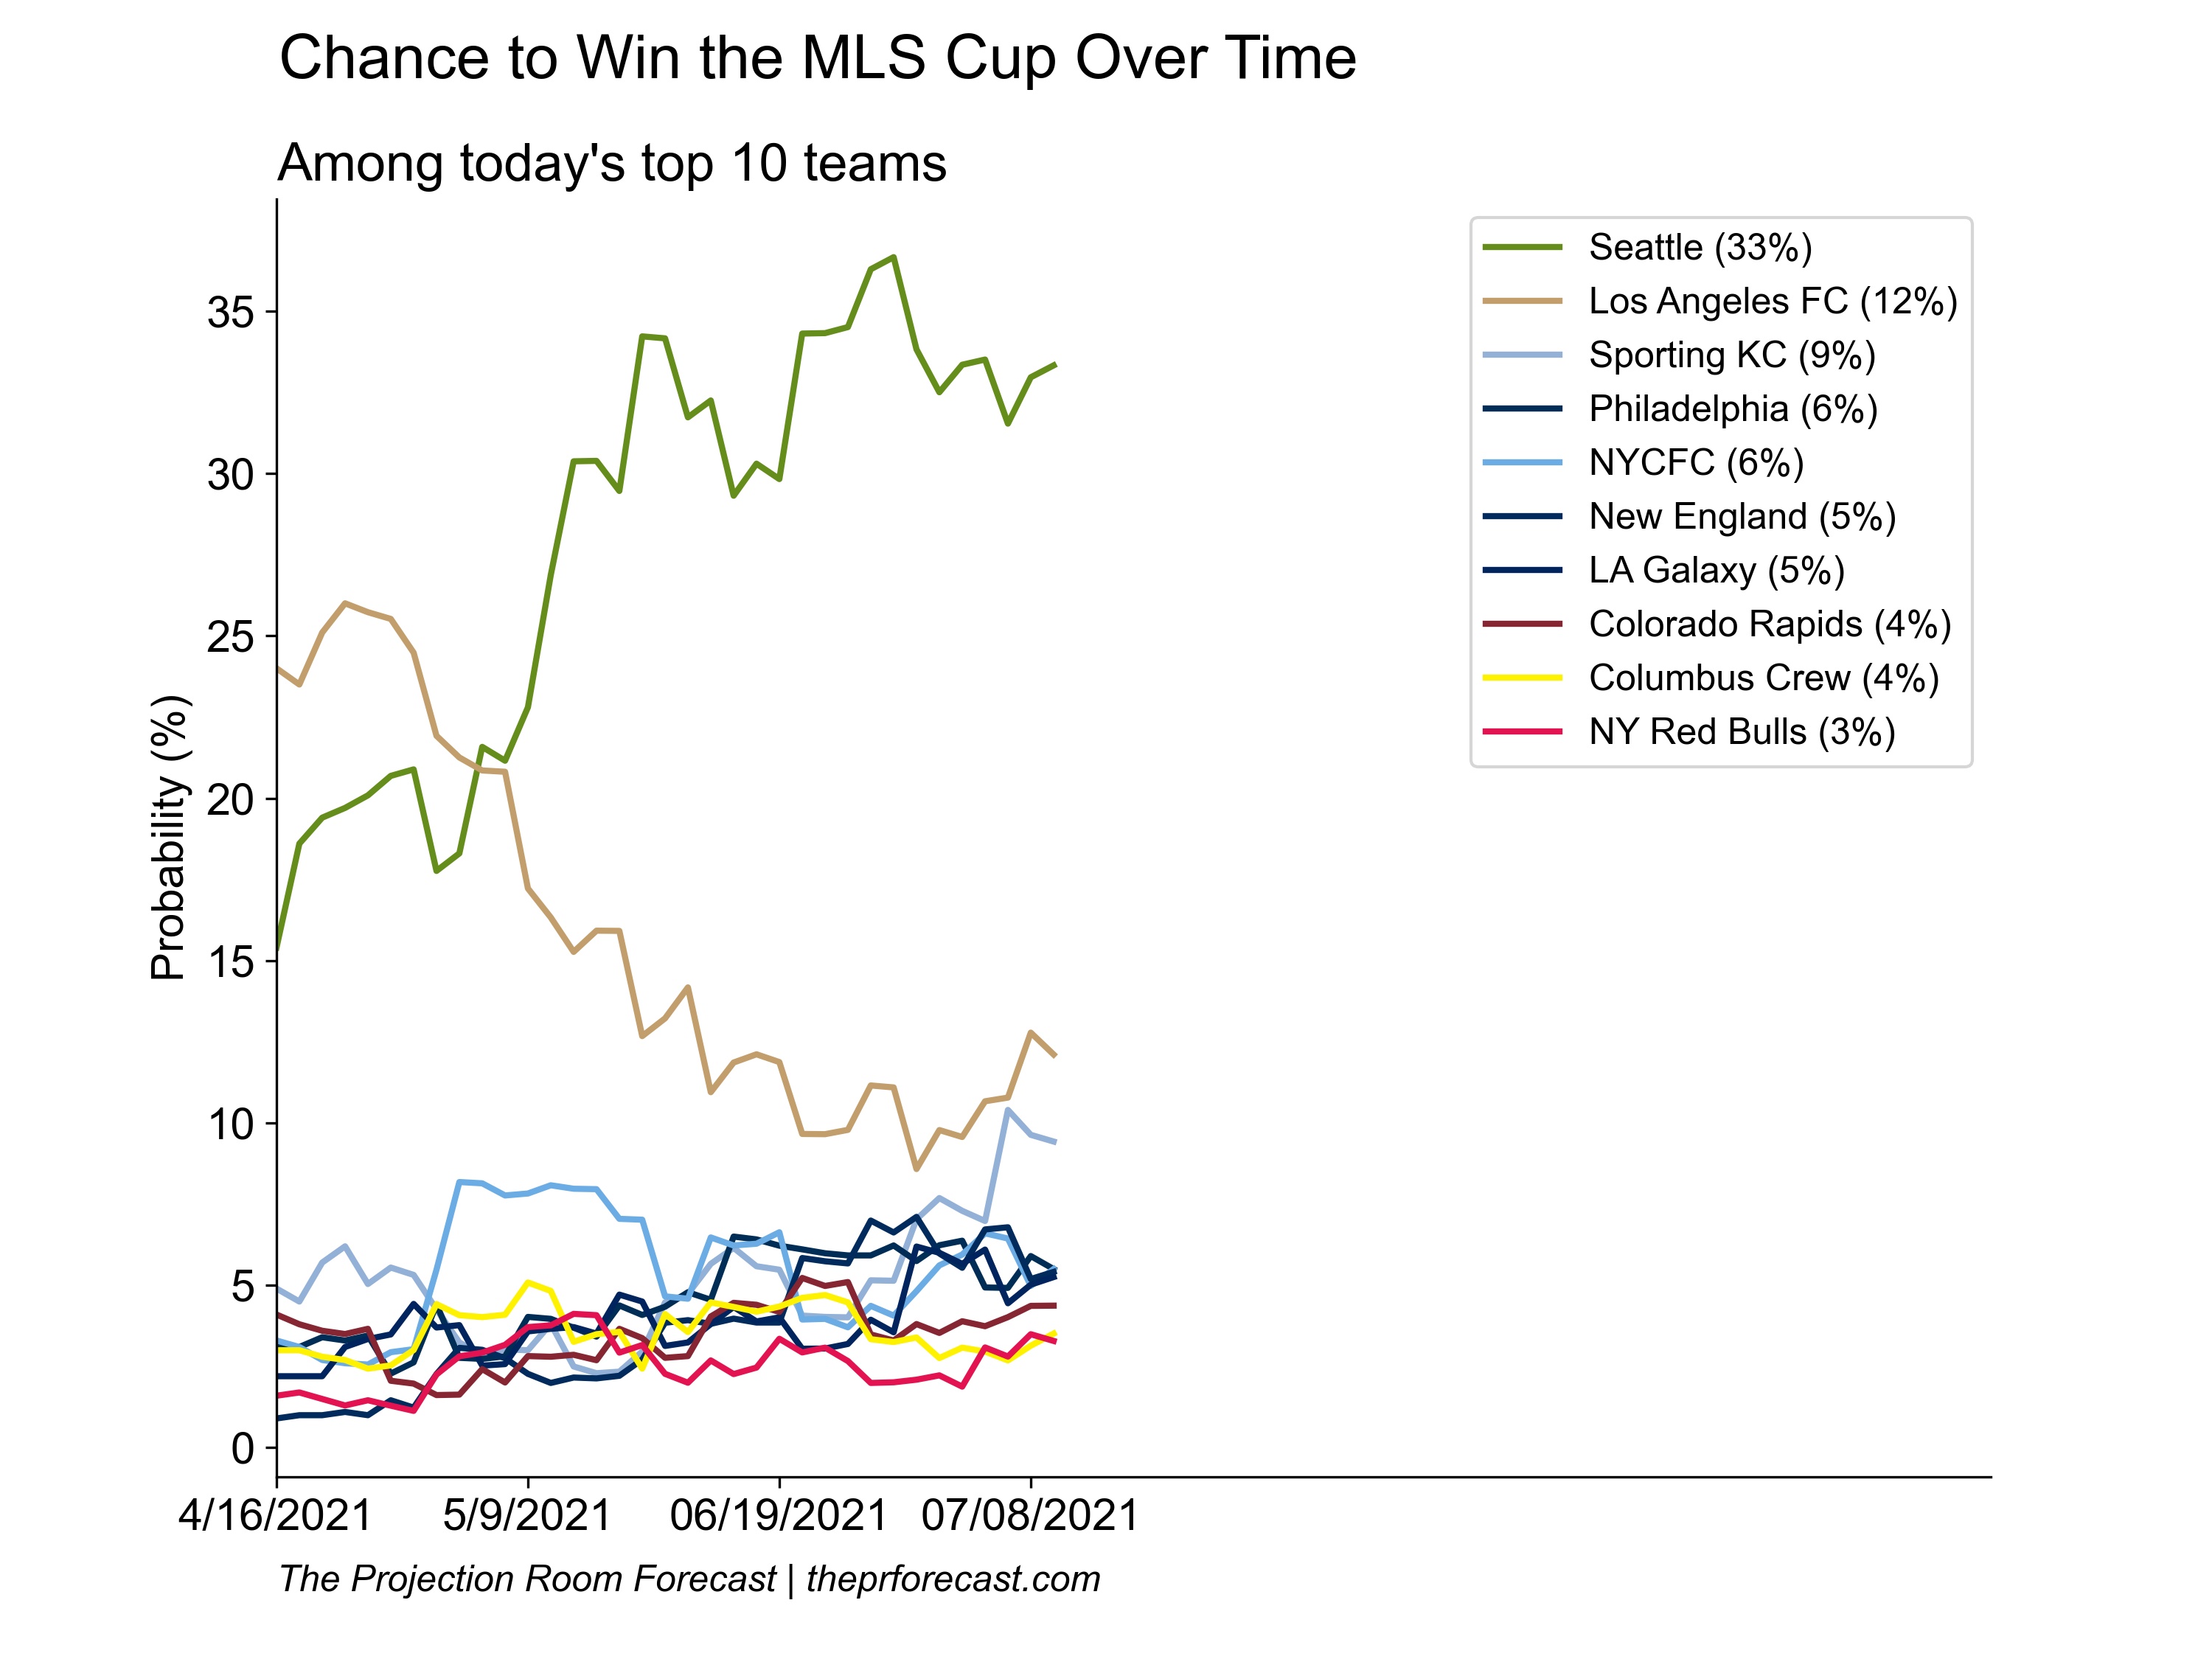 Chance to Win the MLS Cup Over Time
Among today's top 10 teams
Seattle (33%)
Los Angeles FC (12%)
Sporting KC (9%)
Philadelphia (6%)
NYCFC (6%)
New England (5%)
LA Galaxy (5%)
Colorado Rapids (4%)
Columbus Crew (4%)
NY Red Bulls (3%)
Probability (%)
35
30
25
20
15
10
5
0
4/16/2021 5/9/2021 06/19/2021 07/08/2021
The Projection Room Forecast | theprforecast.com